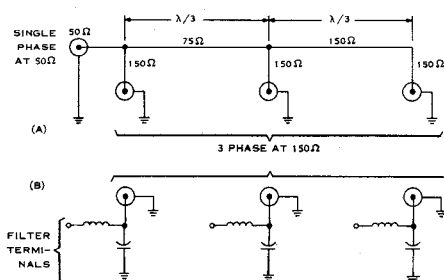 λ/3 λ/3
SINGLE PHASE AT 50Ω
50Ω 75Ω 150Ω
150Ω 150Ω 150Ω
(A)
3 PHASE AT 150Ω
(B)
FILTER TERMI-
NALS